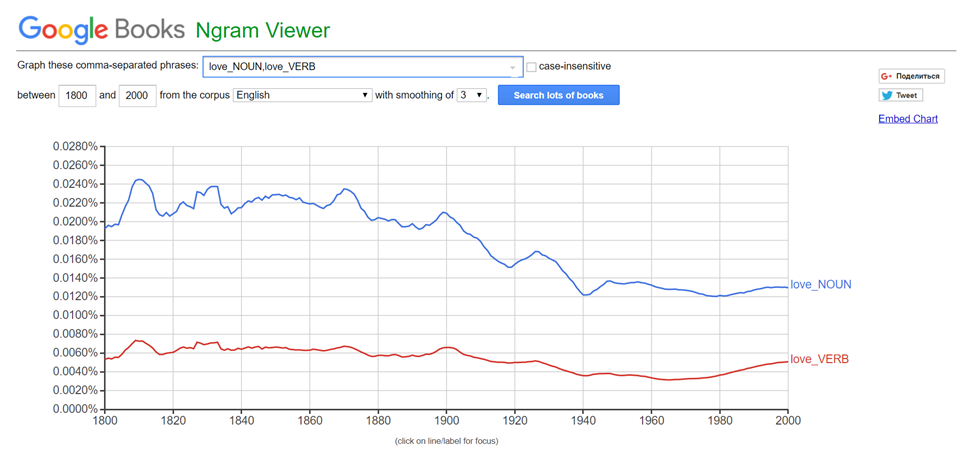 Google Books Ngram Viewer
Graph these comma-separated phrases: love_NOUN,love_VERB case-insensitive
between 1800 and 2000 from the corpus English with smoothing of 3 . Search lots of books
G+ Поделиться
Tweet
Embed Chart
0.0280%
0.0260%
0.0240%
0.0220%
0.0200%
0.0180%
0.0160%
0.0140%
0.0120%
0.0100%
0.0080%
0.0060%
0.0040%
0.0020%
0.0000%
love_NOUN
love_VERB
1800 1820 1840 1860 1880 1900 1920 1940 1960 1980 2000
(click on line/label for focus)